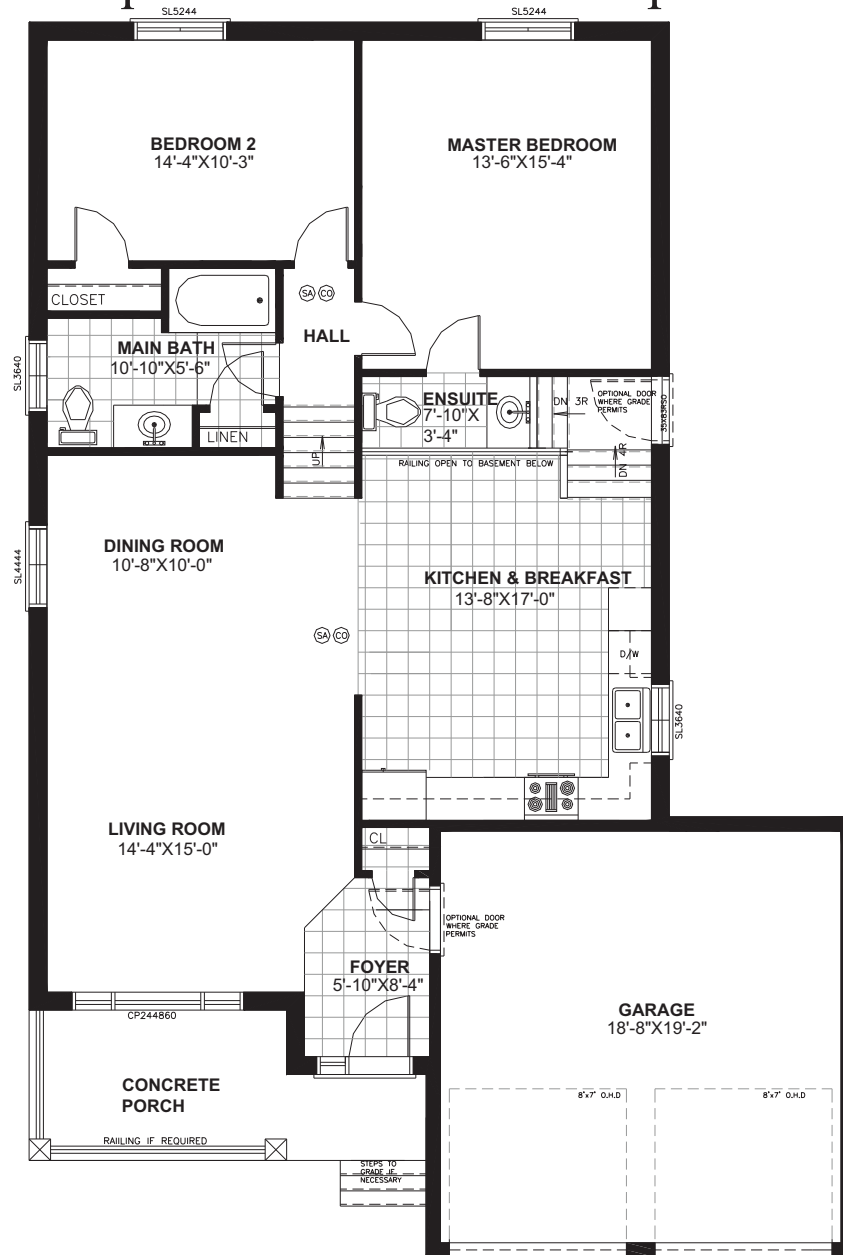 SL5244
SL5244
BEDROOM 2
14'-4"X10'-3"
MASTER BEDROOM
13'-6"X15'-4"
CLOSET
SA CO
HALL
MAIN BATH
10'-10"X5'-6"
SL3640
LINEN
UP
ENSUITE
7'-10"X
3'-4"
DN 3R
OPTIONAL DOOR
WHERE GRADE
PERMITS
35X83RSO
DN 4R
RAILING OPEN TO BASEMENT BELOW
SL4444
DINING ROOM
10'-8"X10'-0"
KITCHEN & BREAKFAST
13'-8"X17'-0"
SA CO
D/W
SL3640
LIVING ROOM
14'-4"X15'-0"
CL
OPTIONAL DOOR
WHERE GRADE
PERMITS
FOYER
5'-10"X8'-4"
GARAGE
18'-8"X19'-2"
CP244860
CONCRETE
PORCH
8'x7' O.H.D
8'x7' O.H.D
RAILING IF REQUIRED
STEPS TO
GRADE IF
NECESSARY